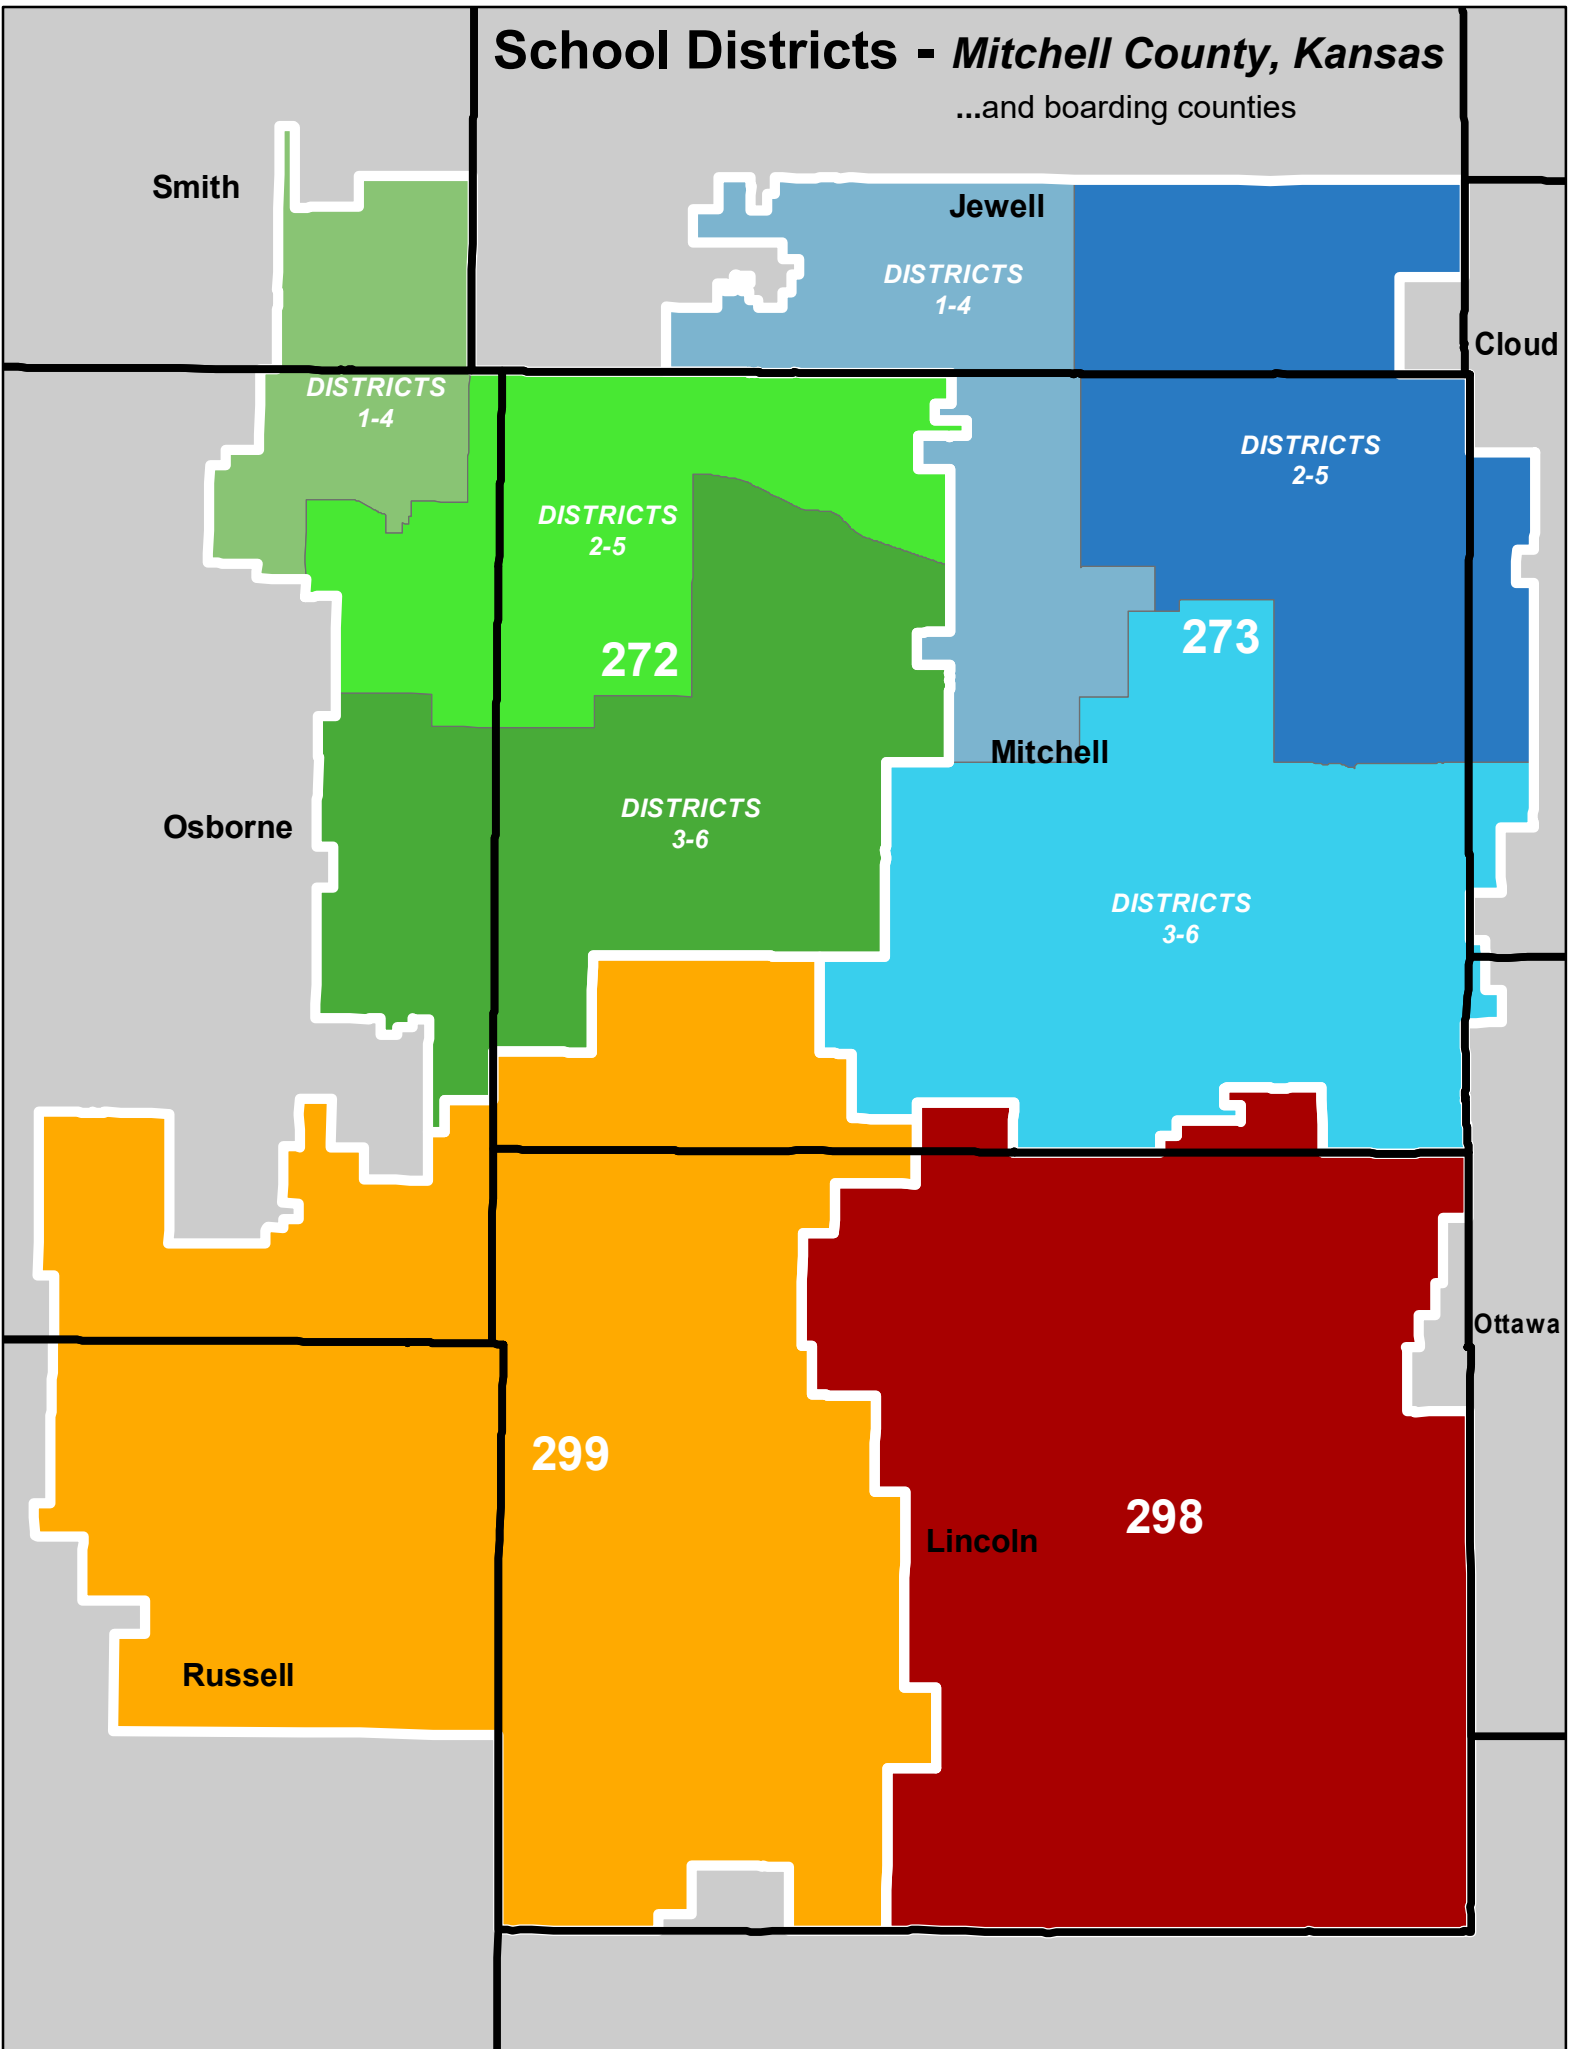 School Districts - Mitchell County, Kansas
...and boarding counties
Smith
Jewell
DISTRICTS
1-4
Cloud
DISTRICTS
1-4
DISTRICTS
2-5
DISTRICTS
2-5
272
273
Mitchell
DISTRICTS
3-6
Osborne
DISTRICTS
3-6
Ottawa
299
298
Lincoln
Russell